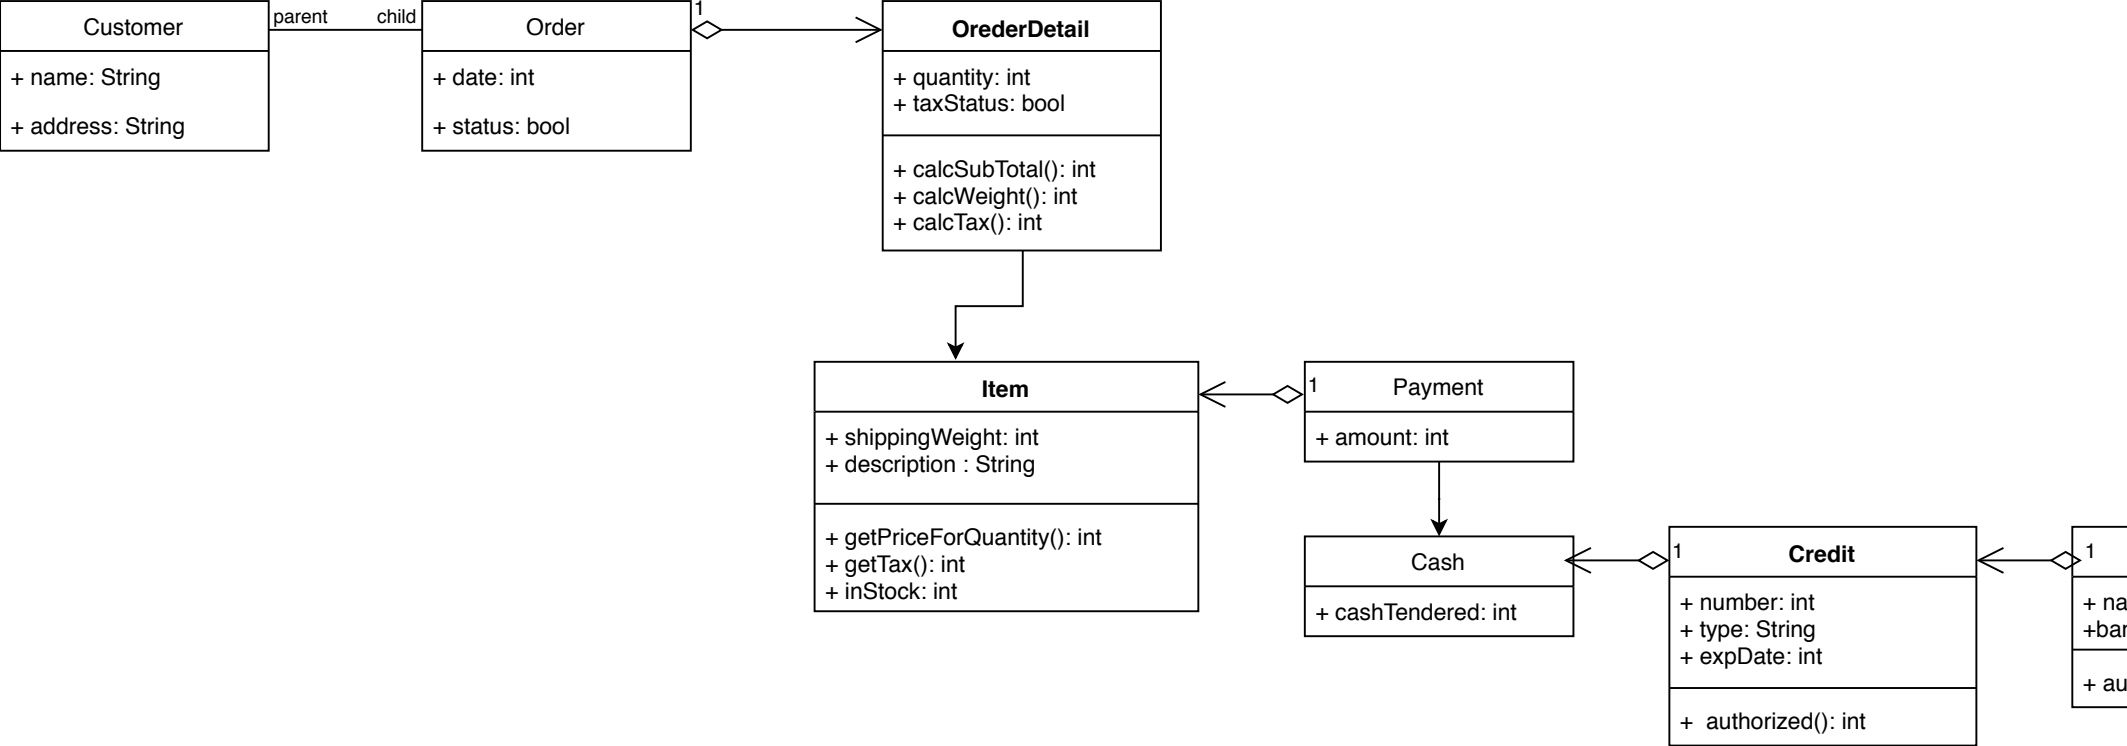 Customer
+ name: String
+ address: String
parent
child
Order
+ date: int
+ status: bool
1
OrederDetail
+ quantity: int
+ taxStatus: bool
+ calcSubTotal(): int
+ calcWeight(): int
+ calcTax(): int
Item
+ shippingWeight: int
+ description : String
+ getPriceForQuantity(): int
+ getTax(): int
+ inStock: int
1
Payment
+ amount: int
Cash
+ cashTendered: int
1
Credit
+ number: int
+ type: String
+ expDate: int
+ authorized(): int
1